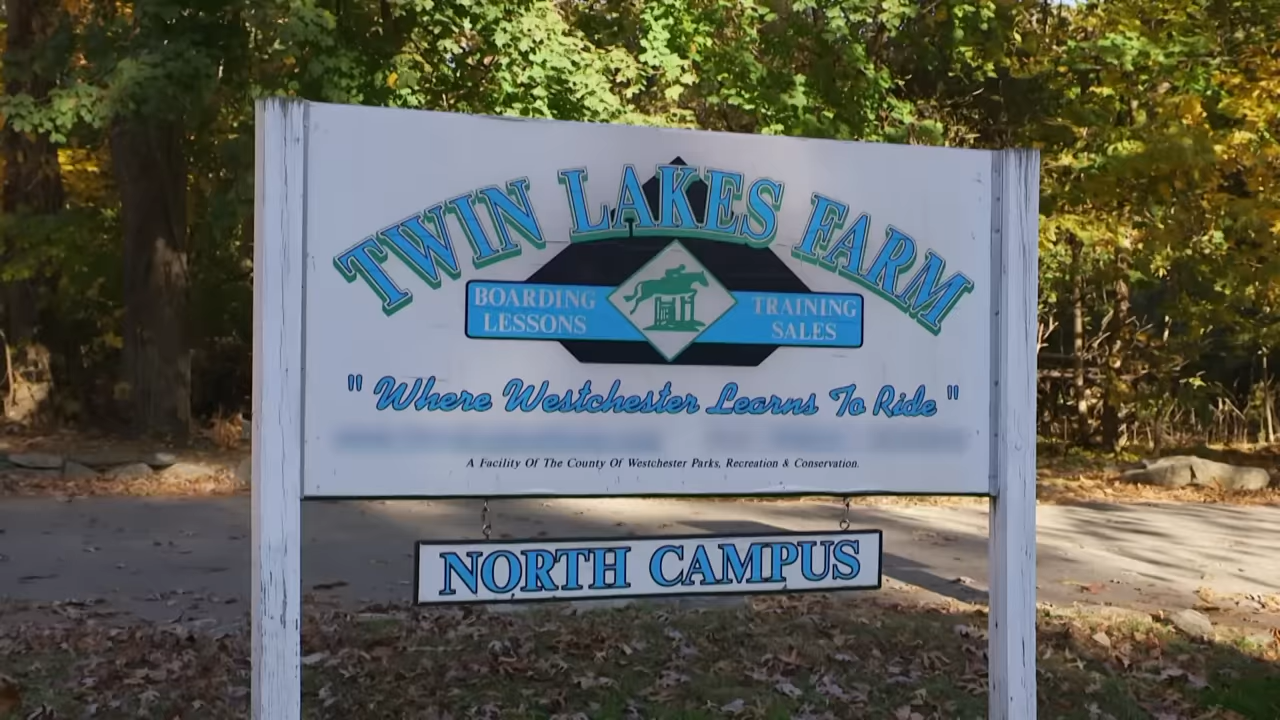 TWIN LAKES FARM
BOARDING
LESSONS
TRAINING
SALES
" Where Westchester Learns To Ride "
A Facility Of The County Of Westchester Parks, Recreation & Conservation.
NORTH CAMPUS